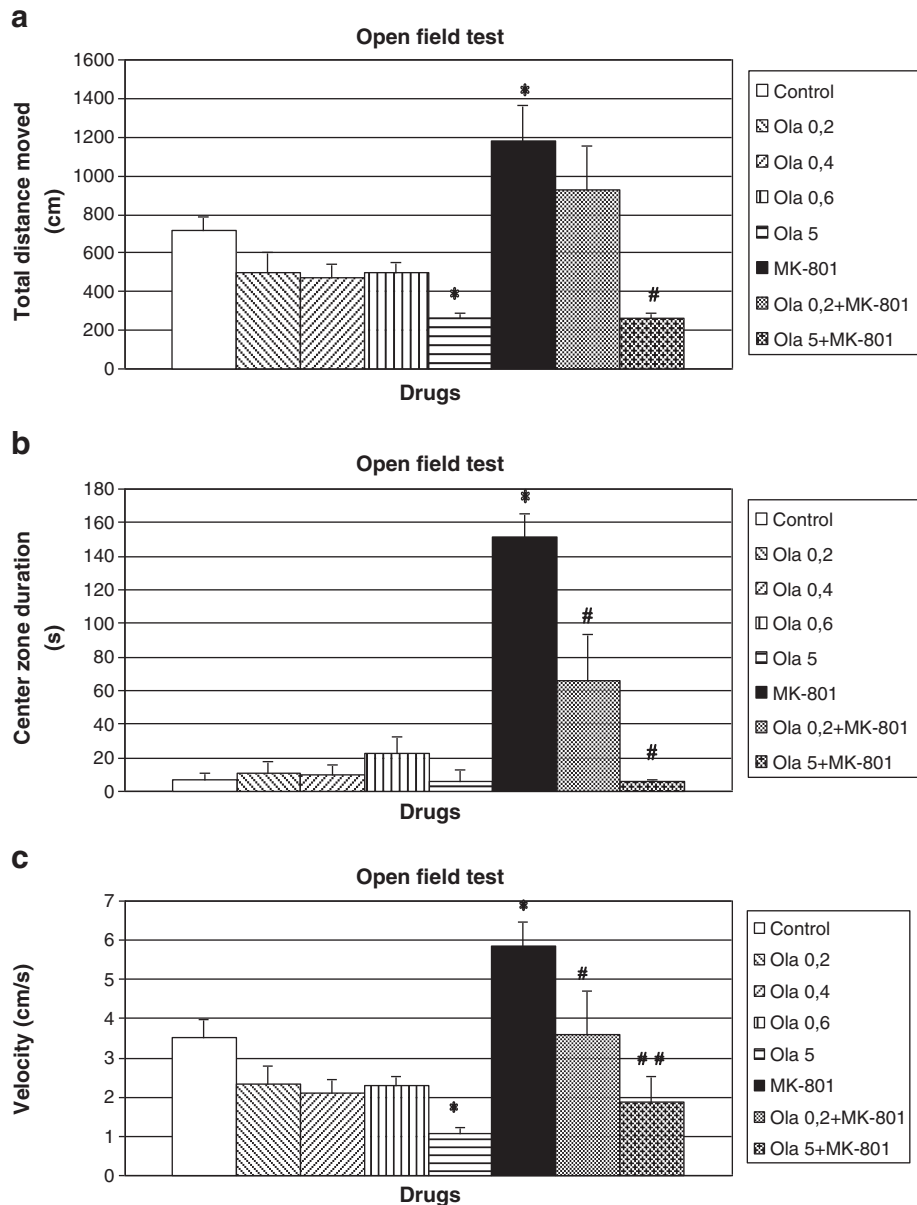 a
Open field test
Total distance moved
(cm)
1600
1400
1200
1000
800
600
400
200
0
*
*
#
Drugs
Control
Ola 0,2
Ola 0,4
Ola 0,6
Ola 5
MK-801
Ola 0,2+MK-801
Ola 5+MK-801
b
Open field test
Center zone duration
(s)
180
160
140
120
100
80
60
40
20
0
*
#
#
Drugs
Control
Ola 0,2
Ola 0,4
Ola 0,6
Ola 5
MK-801
Ola 0,2+MK-801
Ola 5+MK-801
c
Open field test
Velocity (cm/s)
7
6
5
4
3
2
1
0
*
*
#
# #
Drugs
Control
Ola 0,2
Ola 0,4
Ola 0,6
Ola 5
MK-801
Ola 0,2+MK-801
Ola 5+MK-801